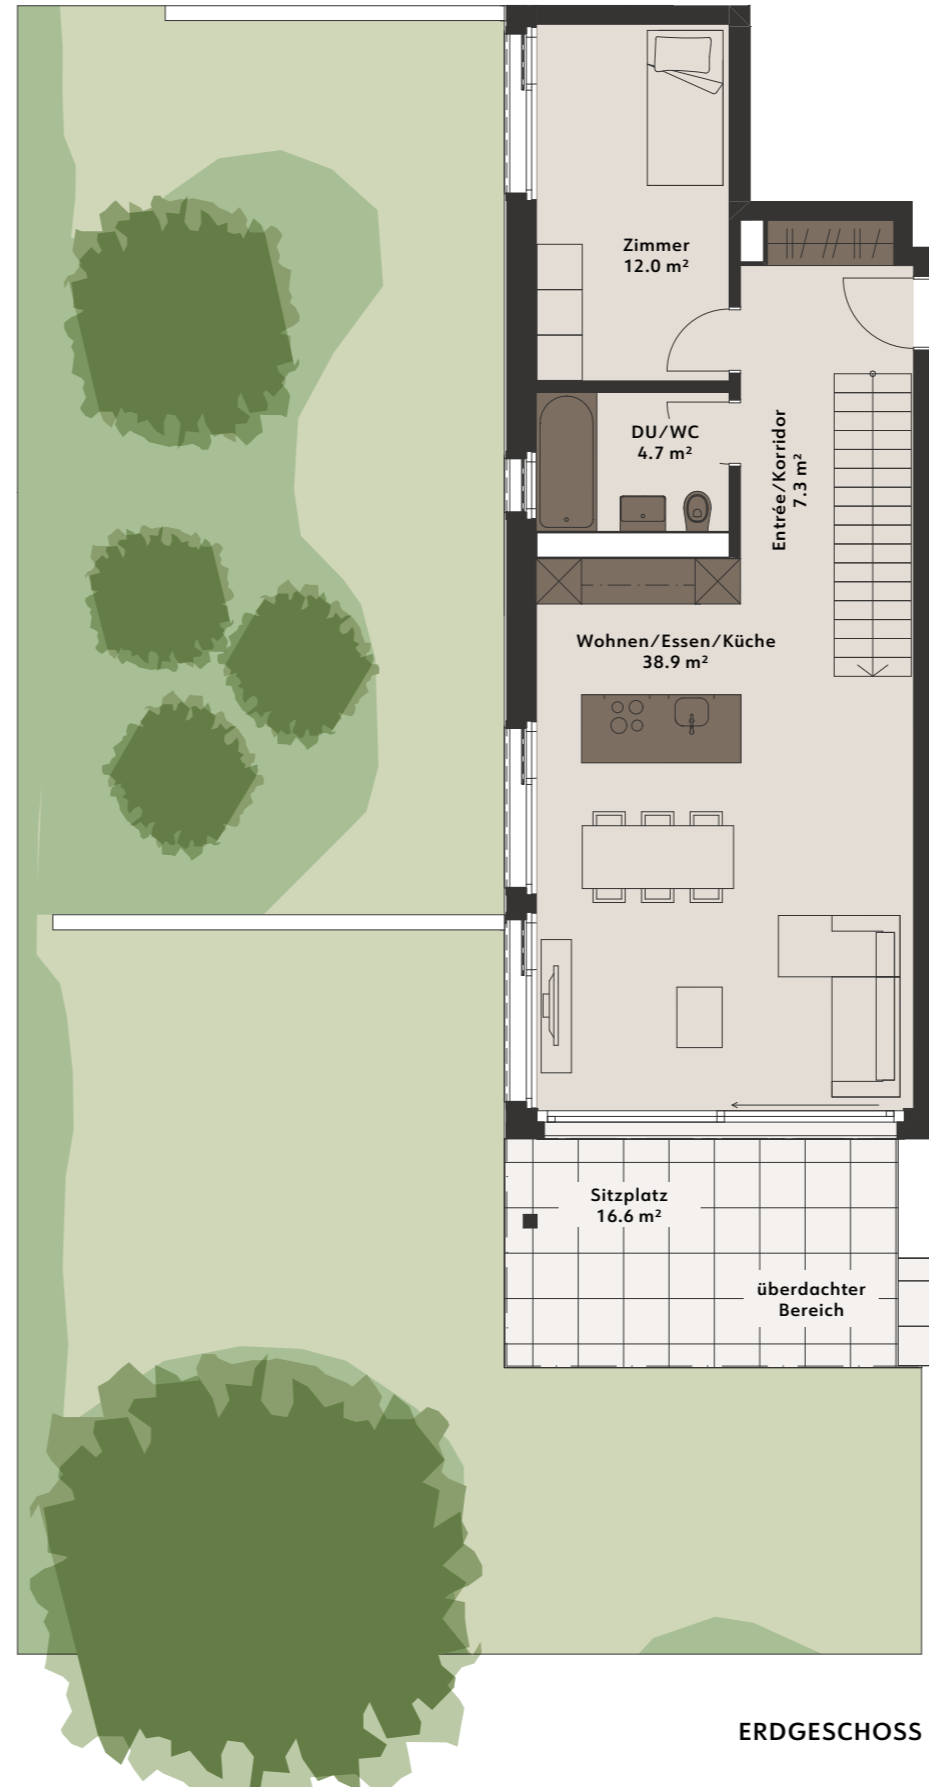 Zimmer
12.0 m²
DU/WC
4.7 m²
Entrée/Korridor
7.3 m²
Wohnen/Essen/Küche
38.9 m²
Sitzplatz
16.6 m²
überdachter
Bereich
ERDGESCHOSS